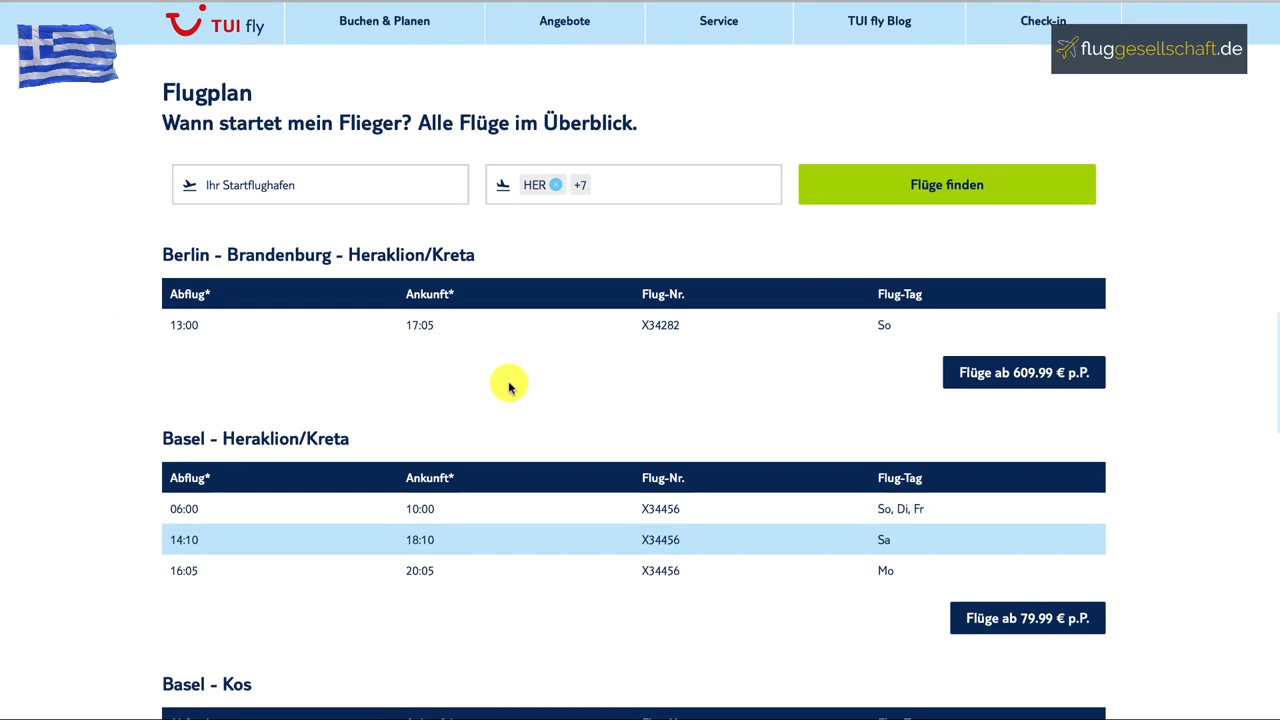 TUI fly
Buchen & Planen
Angebote
Service
TUI fly Blog
Check-in
fluggesellschaft.de
Flugplan
Wann startet mein Flieger? Alle Flüge im Überblick.
Ihr Startflughafen
HER +7
Flüge finden
Berlin - Brandenburg - Heraklion/Kreta
Abflug* Ankunft* Flug-Nr. Flug-Tag
13:00 17:05 X34282 So
Flüge ab 609.99 € p.P.
Basel - Heraklion/Kreta
Abflug* Ankunft* Flug-Nr. Flug-Tag
06:00 10:00 X34456 So, Di, Fr
14:10 18:10 X34456 Sa
16:05 20:05 X34456 Mo
Flüge ab 79.99 € p.P.
Basel - Kos